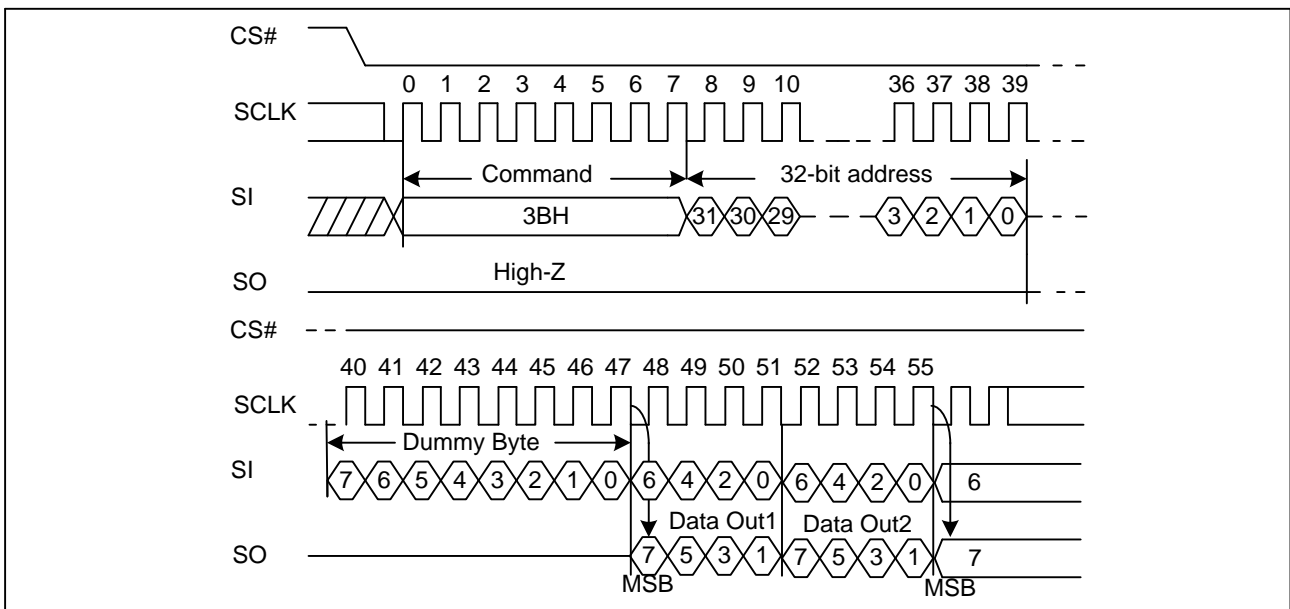 CS#
0 1 2 3 4 5 6 7 8 9 10 36 37 38 39
SCLK
Command 32-bit address
SI
3BH 31 30 29 3 2 1 0
High-Z
SO
CS#
40 41 42 43 44 45 46 47 48 49 50 51 52 53 54 55
SCLK
Dummy Byte
SI 7 6 5 4 3 2 1 0 6 4 2 0 6 4 2 0 6
Data Out1 Data Out2
SO 7 5 3 1 7 5 3 1 7
MSB MSB